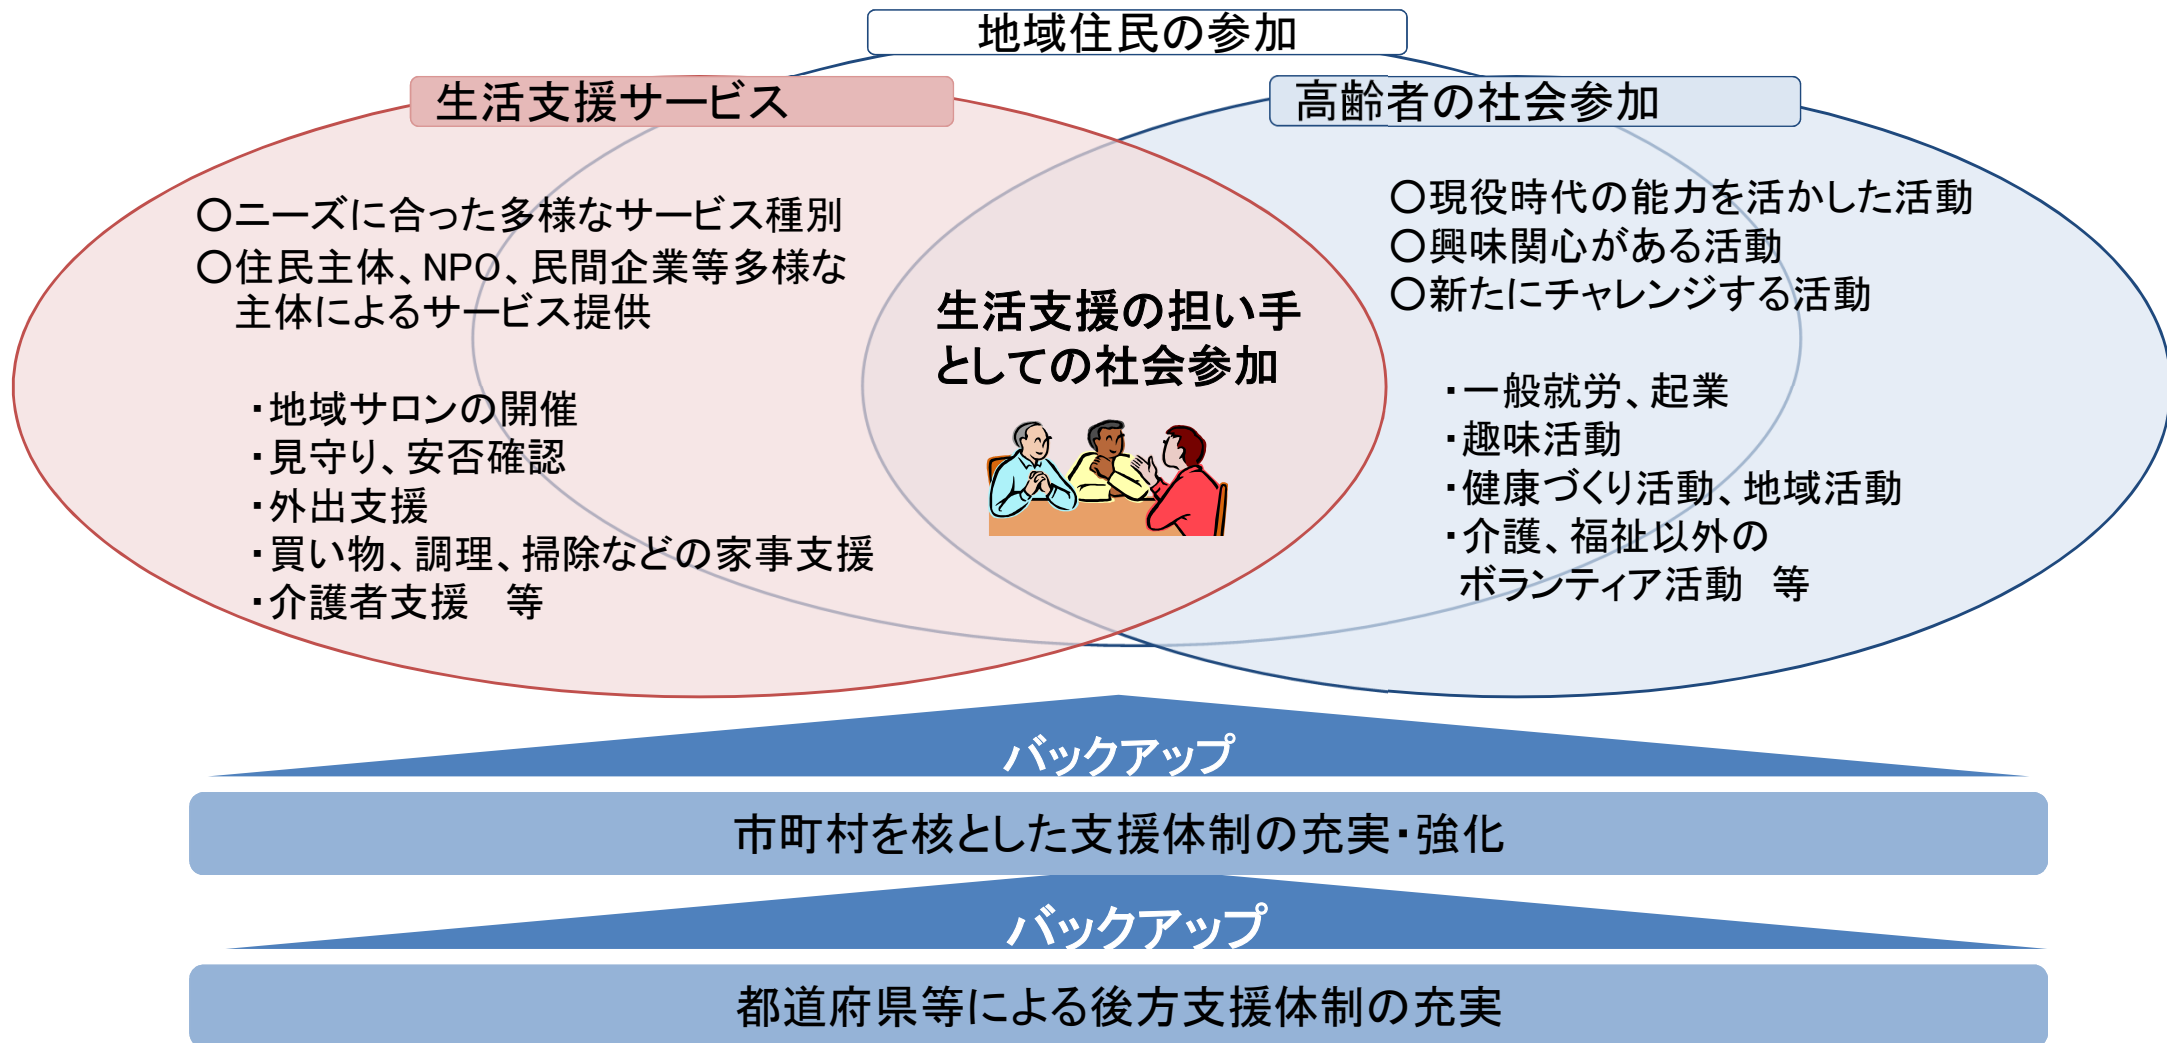 地域住民の参加
生活支援サービス
○ニーズに合った多様なサービス種別
○住民主体、NPO、民間企業等多様な
主体によるサービス提供
・地域サロンの開催
・見守り、安否確認
・外出支援
・買い物、調理、掃除などの家事支援
・介護者支援　等
生活支援の担い手
としての社会参加
高齢者の社会参加
○現役時代の能力を活かした活動
○興味関心がある活動
○新たにチャレンジする活動
・一般就労、起業
・趣味活動
・健康づくり活動、地域活動
・介護、福祉以外の
ボランティア活動　等
バックアップ
市町村を核とした支援体制の充実・強化
バックアップ
都道府県等による後方支援体制の充実